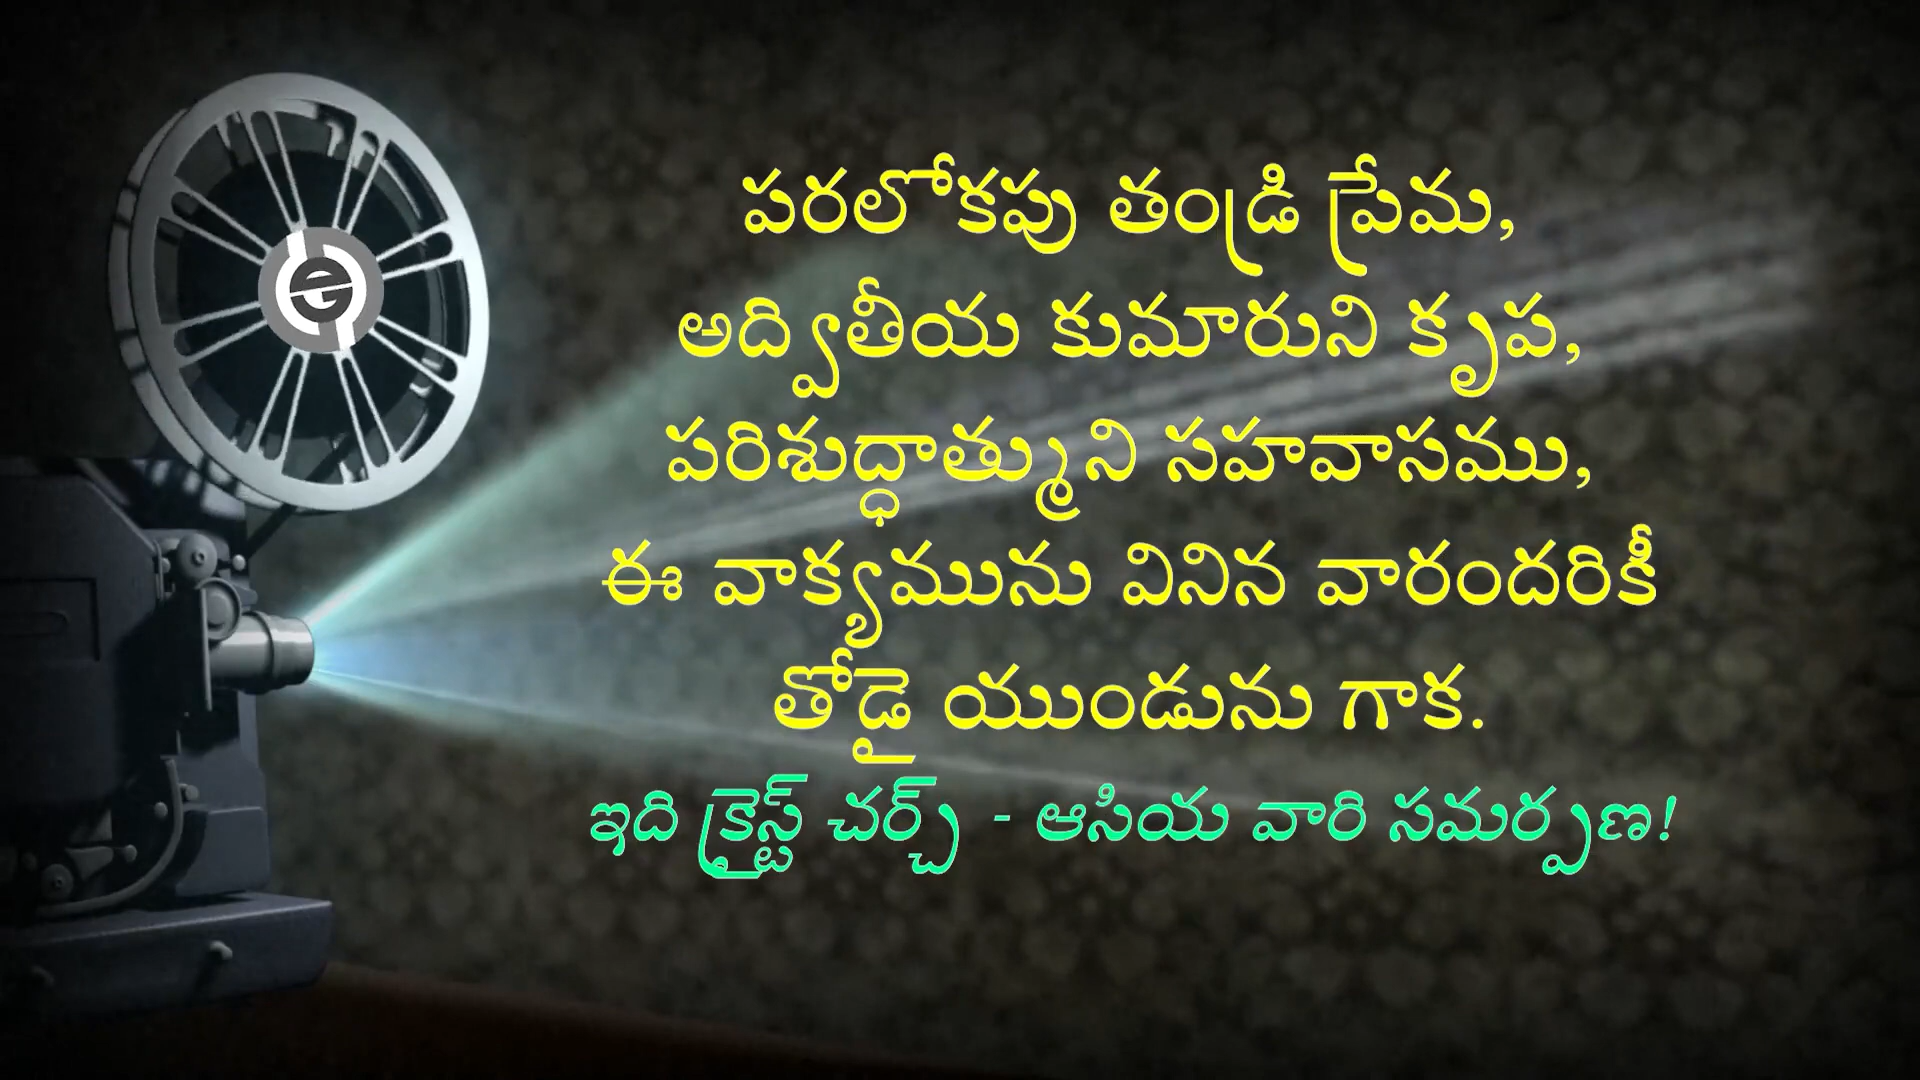 పరలోకపు తండ్రి ప్రేమ,
అద్వితీయ కుమారుని కృప,
పరిశుద్ధాత్ముని సహవాసము,
ఈ వాక్యమును వినిన వారందరికీ
తోడై యుండును గాక.
ఇది క్రైస్ట్ చర్చ్ - ఆసియ వారి సమర్పణ!